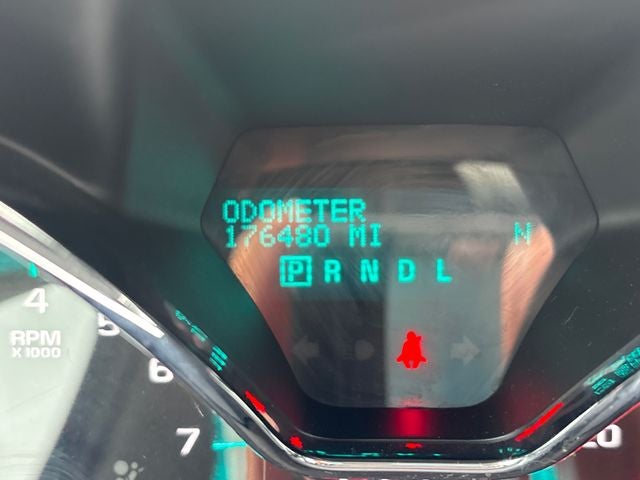 ODOMETER
176480 MI N
P R N D L
4
5
RPM
X 1000
6
7